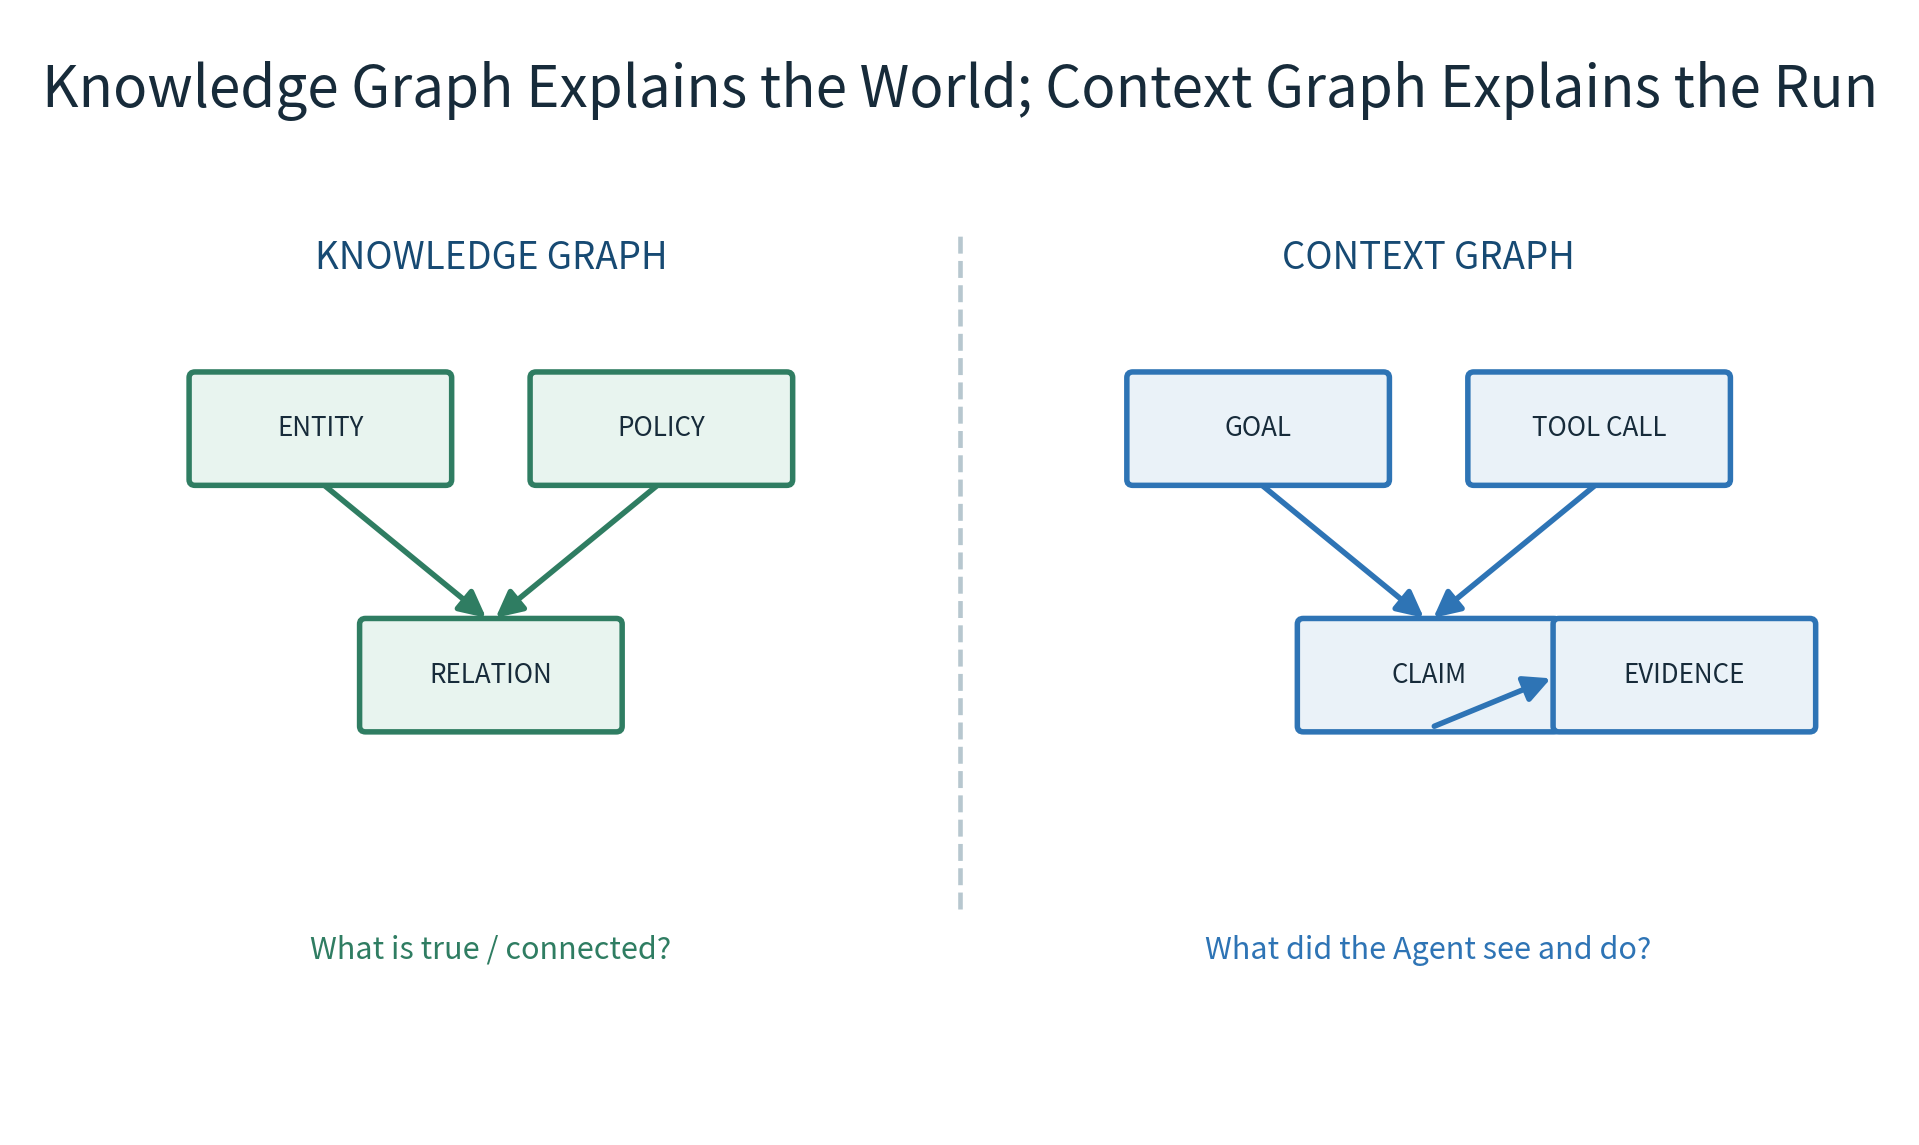 Knowledge Graph Explains the World; Context Graph Explains the Run
KNOWLEDGE GRAPH
ENTITY
POLICY
RELATION
What is true / connected?
CONTEXT GRAPH
GOAL
TOOL CALL
CLAIM
EVIDENCE
What did the Agent see and do?